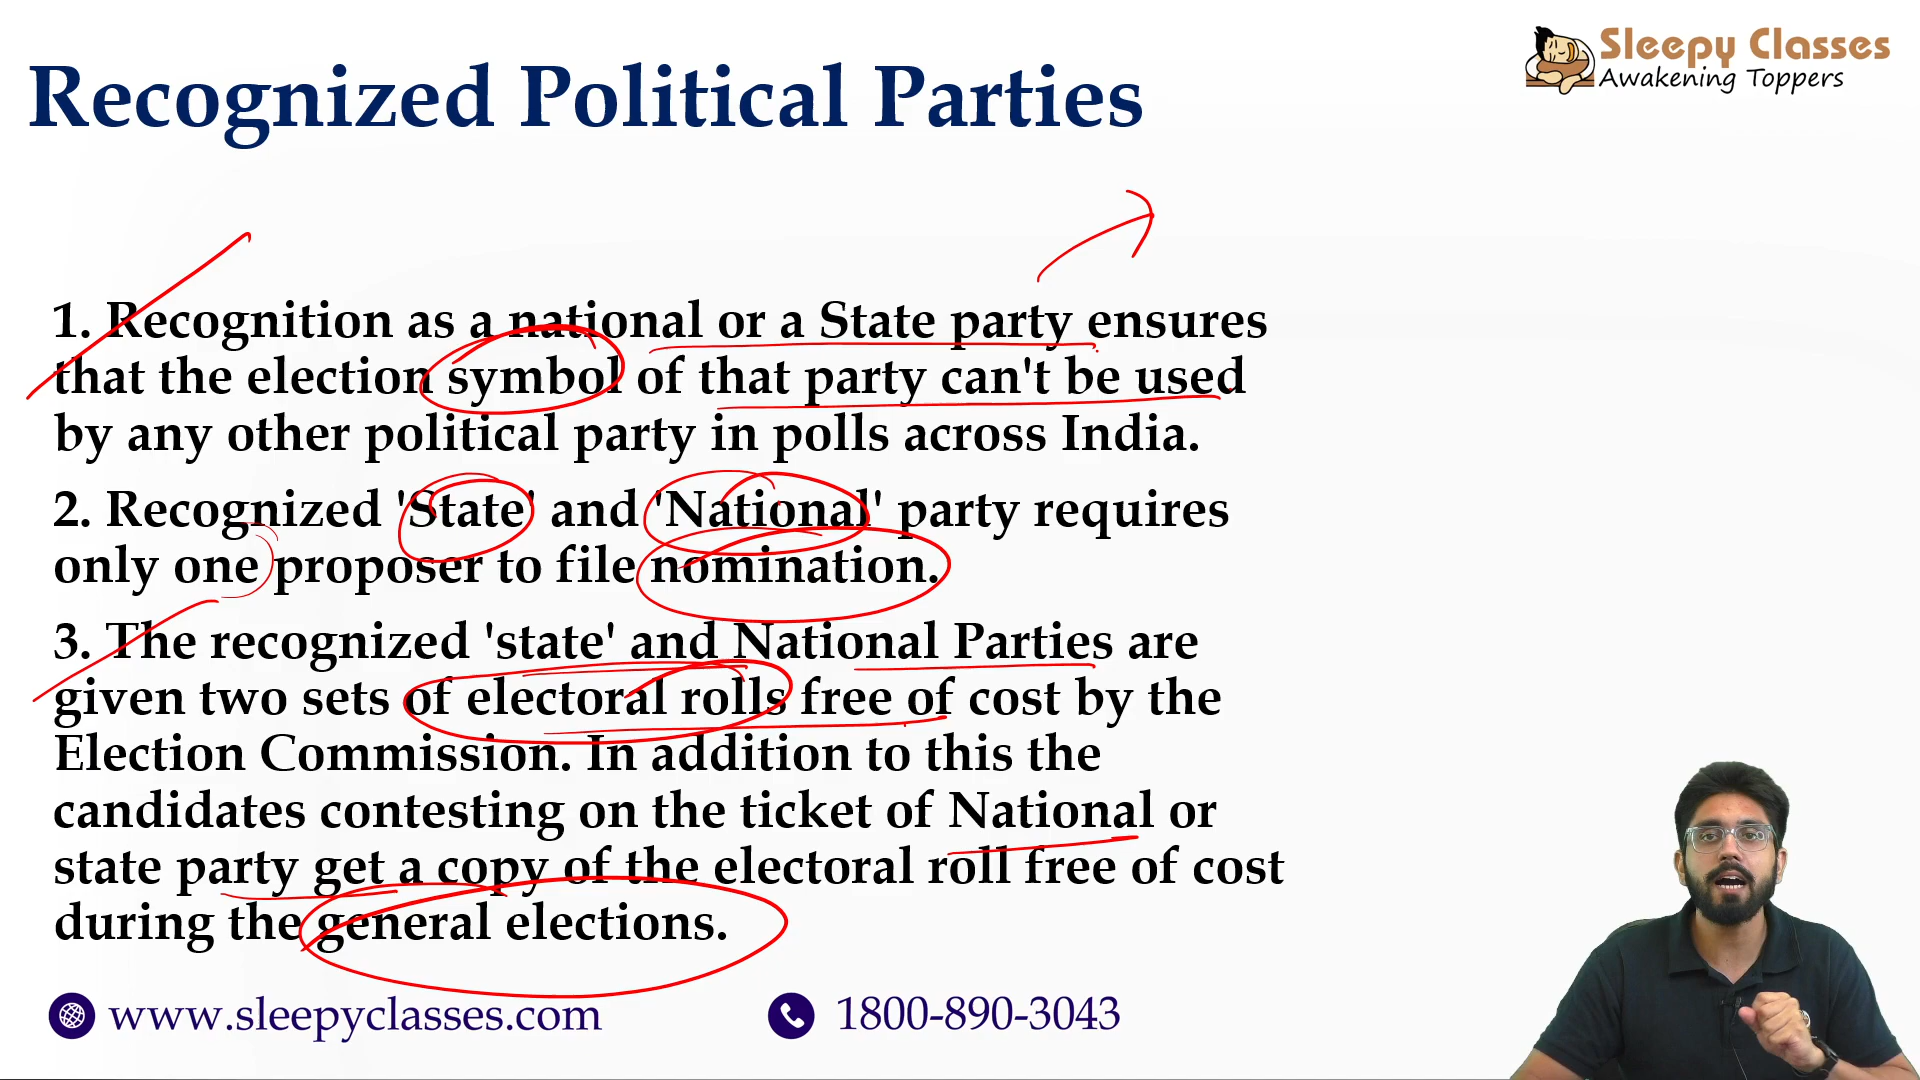 Recognized Political Parties
Sleepy Classes
Awakening Toppers
1. Recognition as a national or a State party ensures
that the election symbol of that party can't be used
by any other political party in polls across India.
2. Recognized 'State' and 'National' party requires
only one proposer to file nomination.
3. The recognized 'state' and National Parties are
given two sets of electoral rolls free of cost by the
Election Commission. In addition to this the
candidates contesting on the ticket of National or
state party get a copy of the electoral roll free of cost
during the general elections.
www.sleepyclasses.com
1800-890-3043